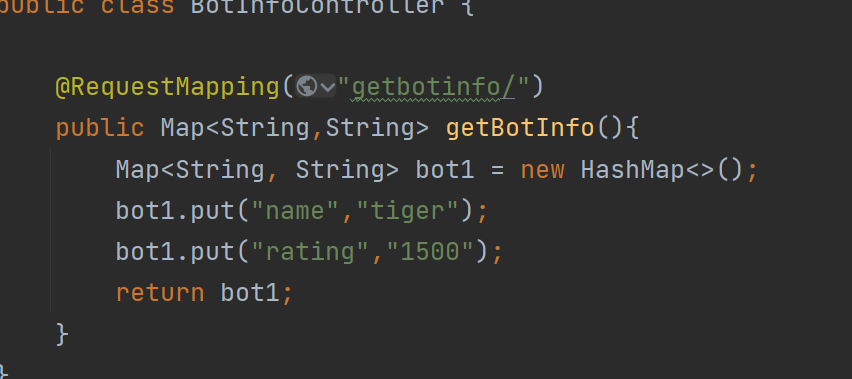 public class BotInfoController {
@RequestMapping("getbotinfo/")
public Map<String,String> getBotInfo(){
Map<String, String> bot1 = new HashMap<>();
bot1.put("name","tiger");
bot1.put("rating","1500");
return bot1;
}
}